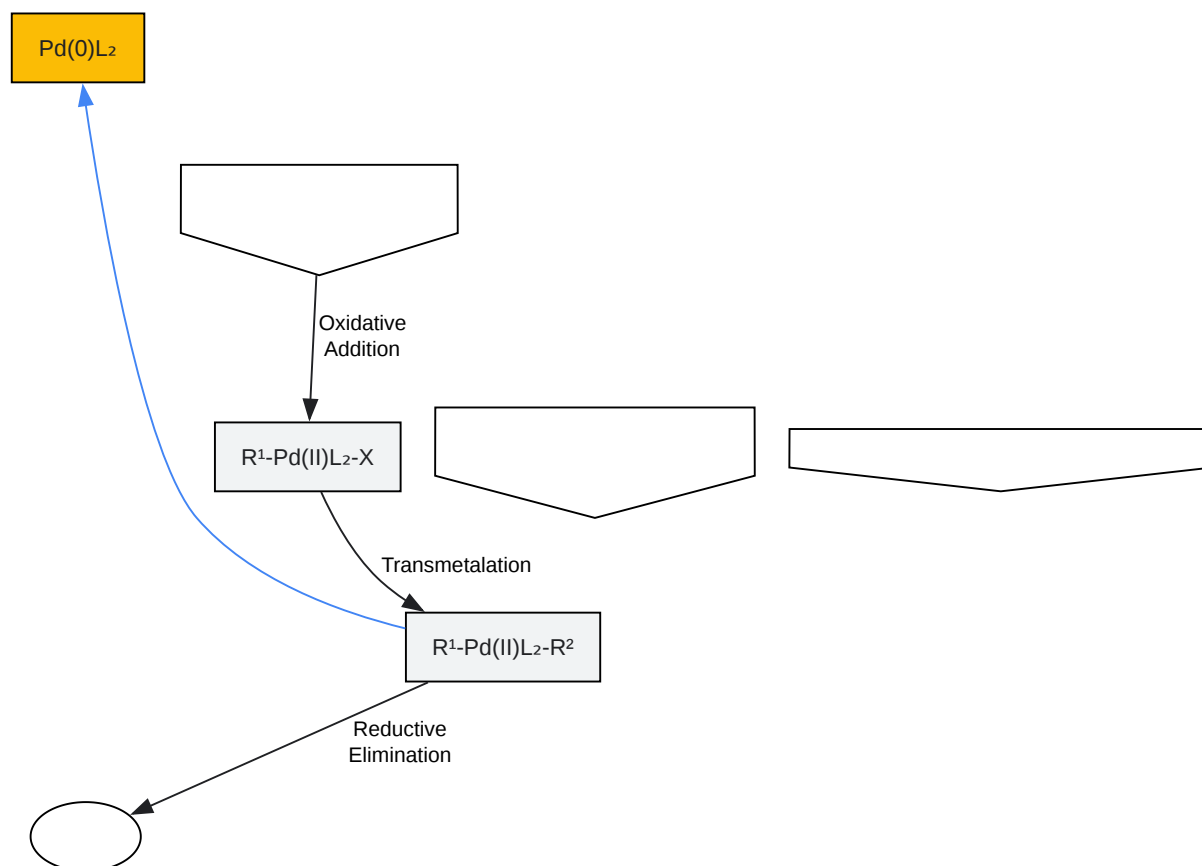 Pd(0)L₂
Oxidative
Addition
R¹-Pd(II)L₂-X
Transmetalation
R¹-Pd(II)L₂-R²
Reductive
Elimination